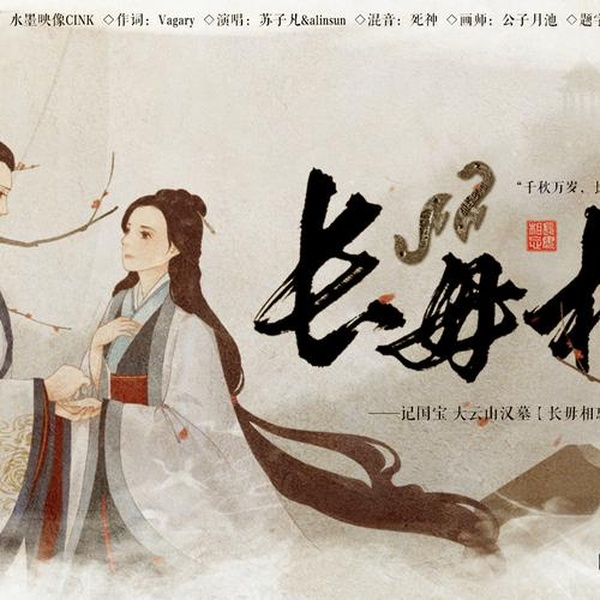 水墨映像CINK ◇作词：Vagary ◇演唱：苏子凡&alinsun ◇混音：死神 ◇画师：公子月池 ◇题
“千秋万岁，
长毋相
——记国宝 大云山汉墓【长毋相